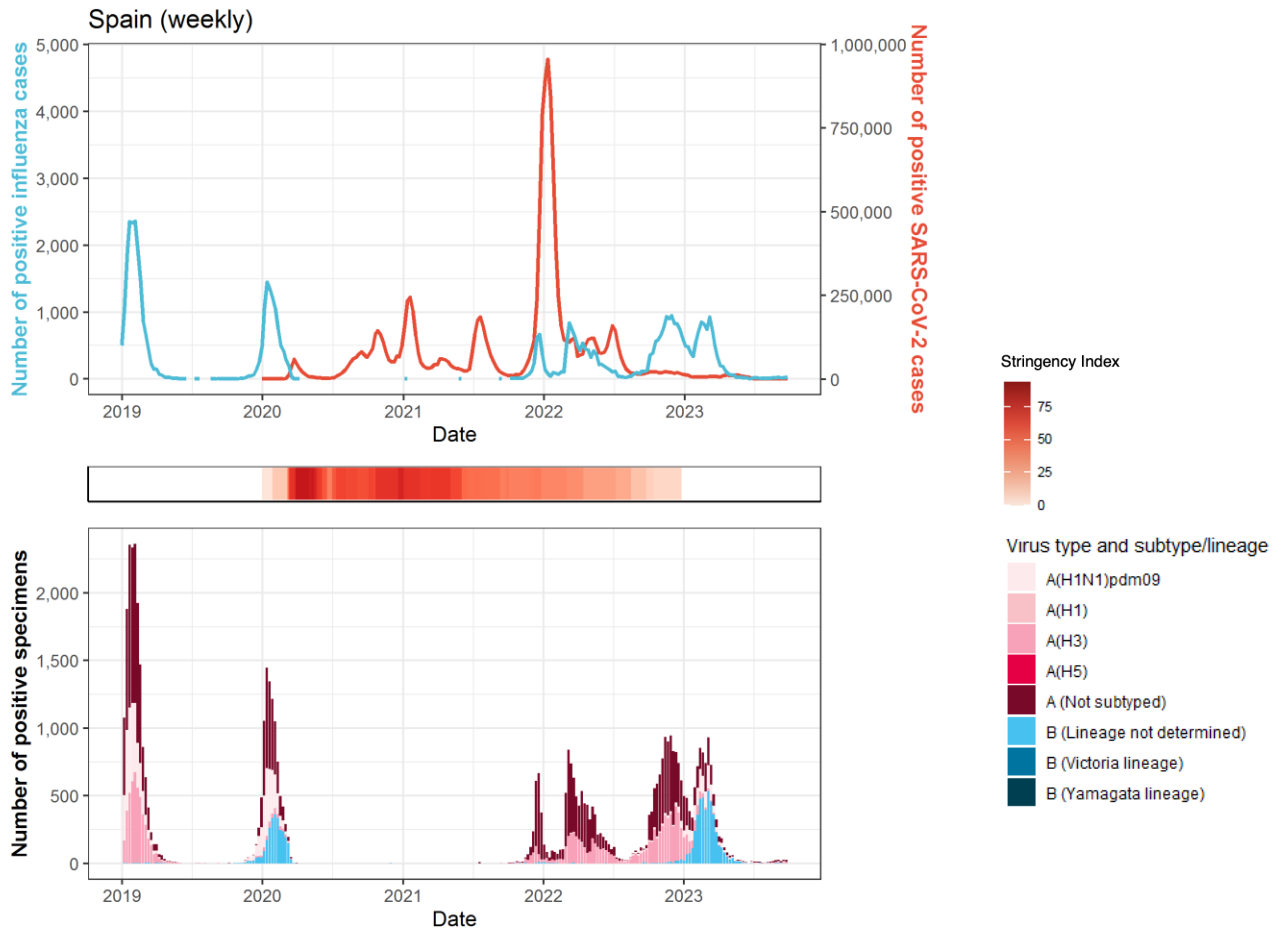 Spain (weekly)
Number of positive influenza cases
5,000
4,000
3,000
2,000
1,000
0
1,000,000
750,000
500,000
250,000
0
Number of positive SARS-CoV-2 cases
2019 2020 2021 2022 2023
Date
Stringency Index
75
50
25
0
Number of positive specimens
2,000
1,500
1,000
500
0
2019 2020 2021 2022 2023
Date
Virus type and subtype/lineage
A(H1N1)pdm09
A(H1)
A(H3)
A(H5)
A (Not subtyped)
B (Lineage not determined)
B (Victoria lineage)
B (Yamagata lineage)